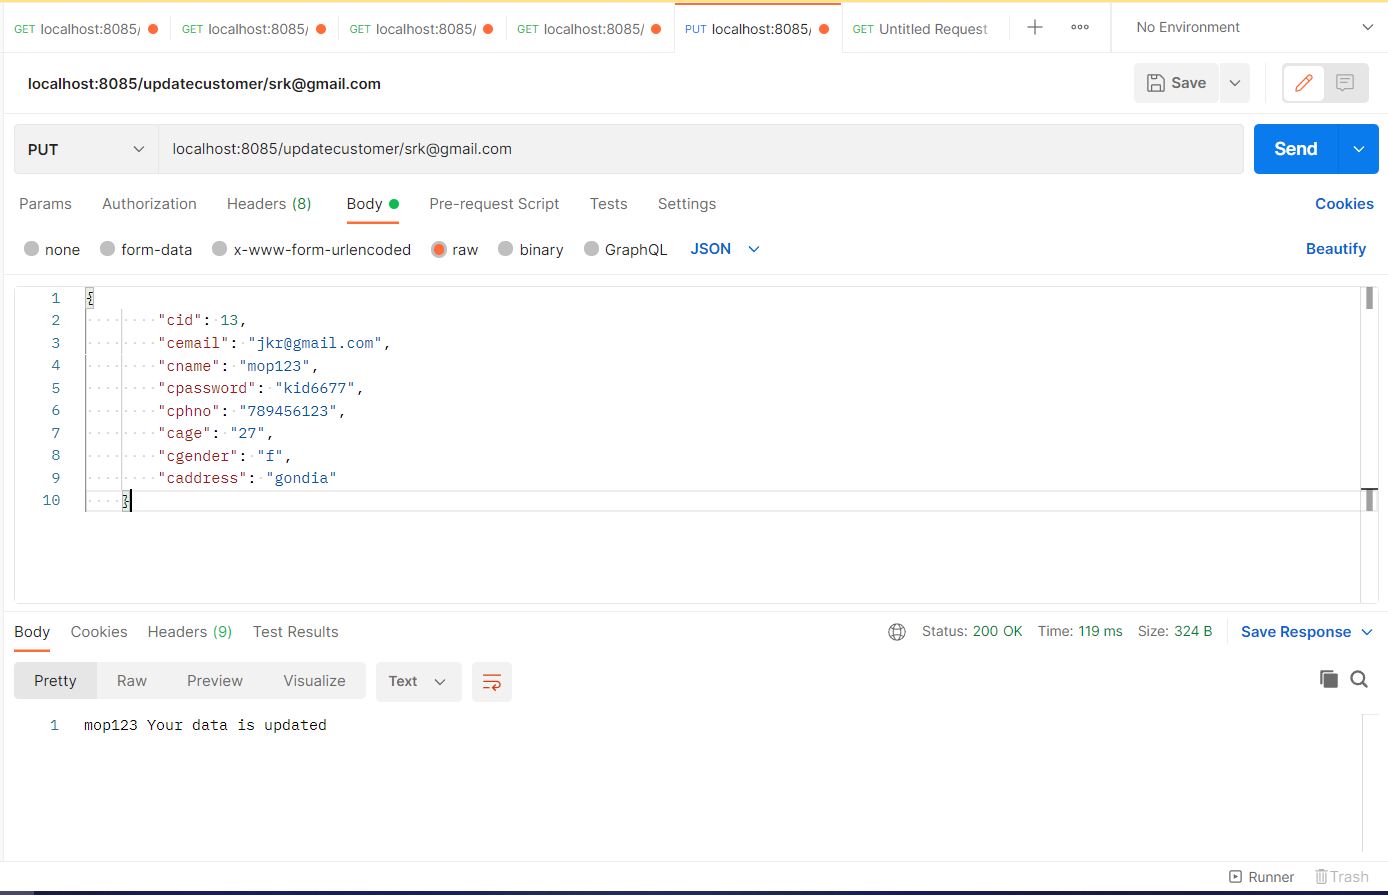 GET localhost:8085/ GET localhost:8085/ GET localhost:8085/ GET localhost:8085/ PUT localhost:8085/ GET Untitled Request + ooo No Environment
localhost:8085/updatecustomer/srk@gmail.com Save
PUT localhost:8085/updatecustomer/srk@gmail.com Send
Params Authorization Headers (8) Body Pre-request Script Tests Settings Cookies
none form-data x-www-form-urlencoded raw binary GraphQL JSON Beautify
1 {
2 "cid": 13,
3 "cemail": "jkr@gmail.com",
4 "cname": "mop123",
5 "cpassword": "kid6677",
6 "cphno": "789456123",
7 "cage": "27",
8 "cgender": "f",
9 "caddress": "gondia"
10 }
Body Cookies Headers (9) Test Results Status: 200 OK Time: 119 ms Size: 324 B Save Response
Pretty Raw Preview Visualize Text
1 mop123 Your data is updated
Runner Trash